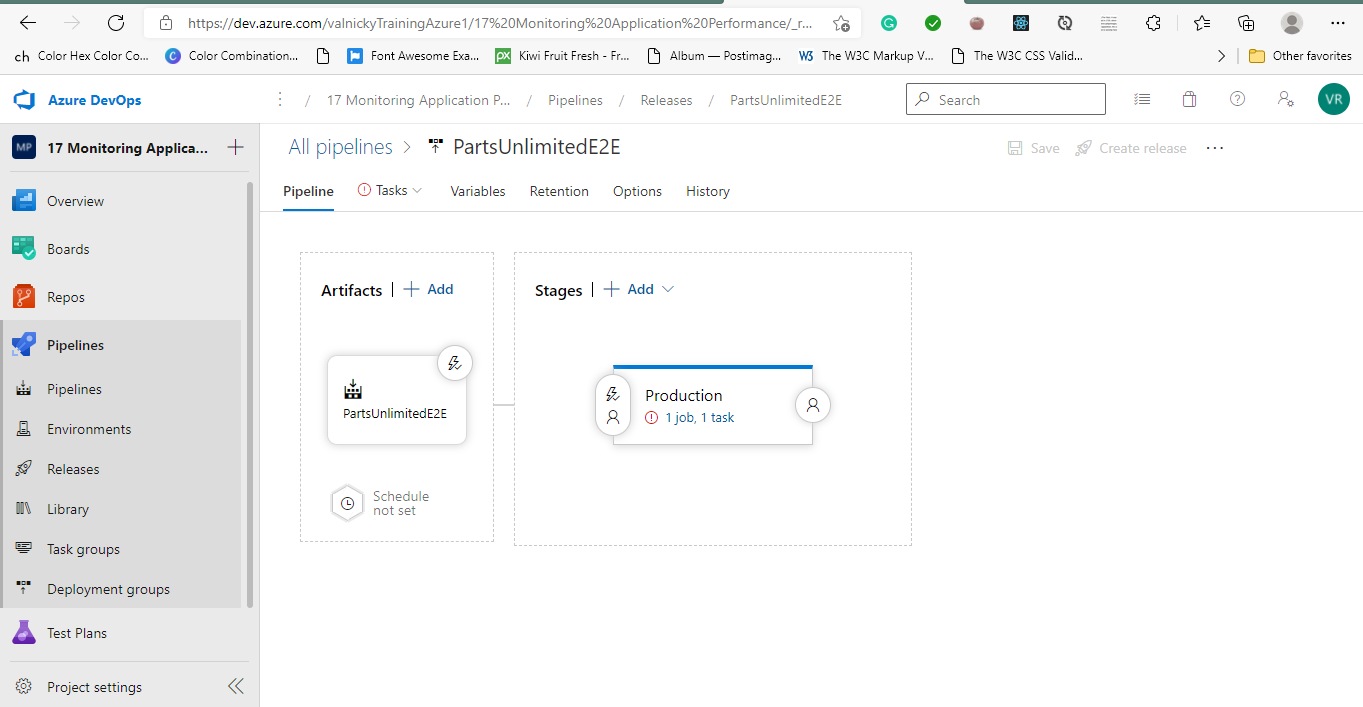 https://dev.azure.com/valnickyTrainingAzure1/17%20Monitoring%20Application%20Performance/_r...
ch Color Hex Color Co... Color Combination... Font Awesome Exa... Kiwi Fruit Fresh - Fr... Album — Postimag... The W3C Markup V... The W3C CSS Valid... Other favorites
Azure DevOps / 17 Monitoring Application P... / Pipelines / Releases / PartsUnlimitedE2E Search VR
MP 17 Monitoring Applica...
All pipelines > PartsUnlimitedE2E Save Create release ...
Pipeline Tasks Variables Retention Options History
Overview
Boards
Repos
Pipelines
Pipelines
Environments
Releases
Library
Task groups
Deployment groups
Test Plans
Project settings
Artifacts | + Add
PartsUnlimitedE2E
Schedule
not set
Stages | + Add
Production
1 job, 1 task